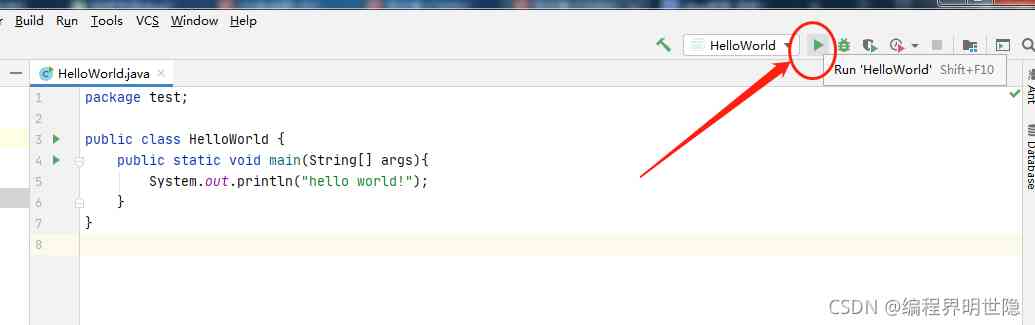 Build Run Tools VCS Window Help
HelloWorld
Run 'HelloWorld' Shift+F10
HelloWorld.java
1 package test;
2
3 public class HelloWorld {
4 public static void main(String[] args){
5 System.out.println("hello world!");
6 }
7 }
8
Ant
Database
CSDN @编程界明世隐